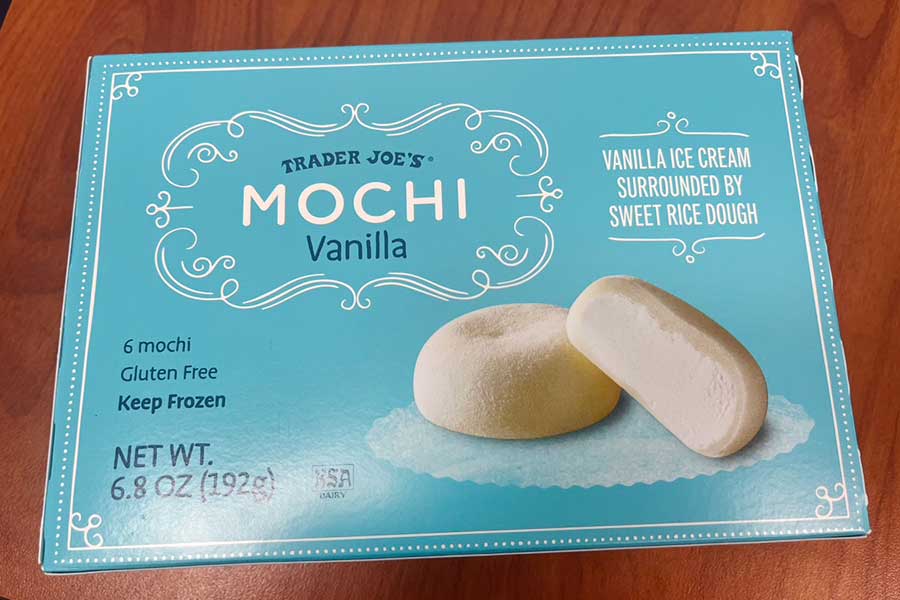 TRADER JOE'S®
MOCHI
Vanilla
VANILLA ICE CREAM
SURROUNDED BY
SWEET RICE DOUGH
6 mochi
Gluten Free
Keep Frozen
NET WT.
6.8 OZ (192g)
KSA
DAIRY